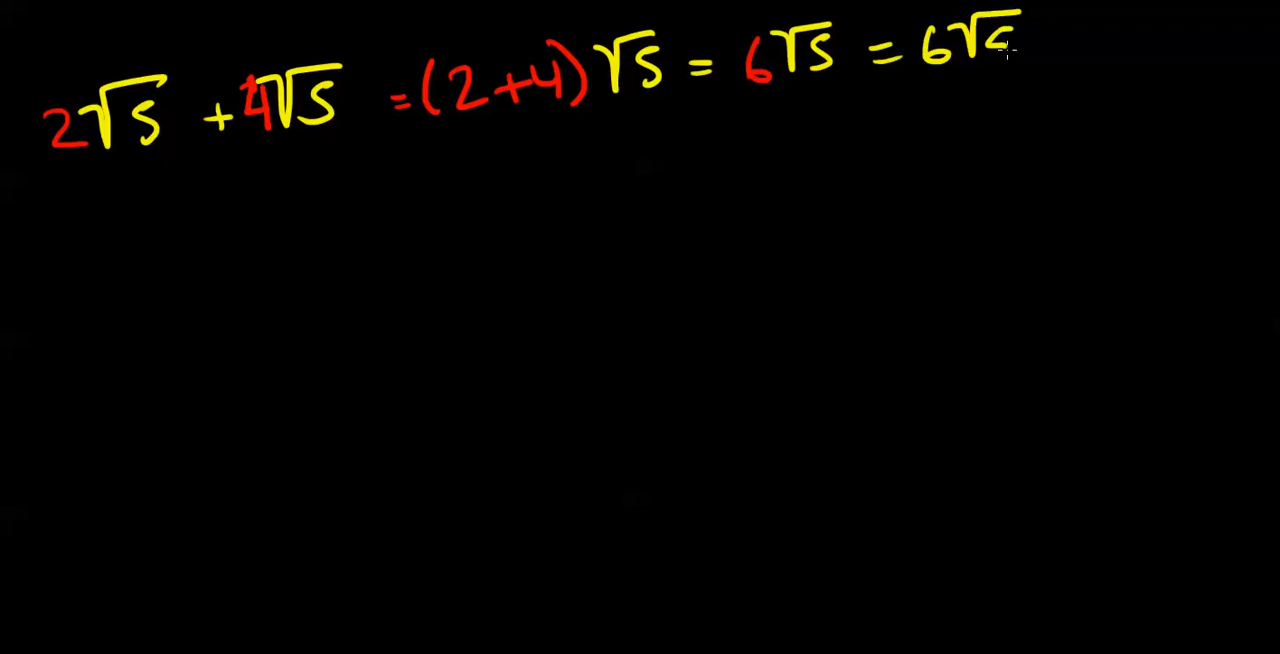 2√5 + 4√5 = (2+4) √5 = 6√5 = 6√5